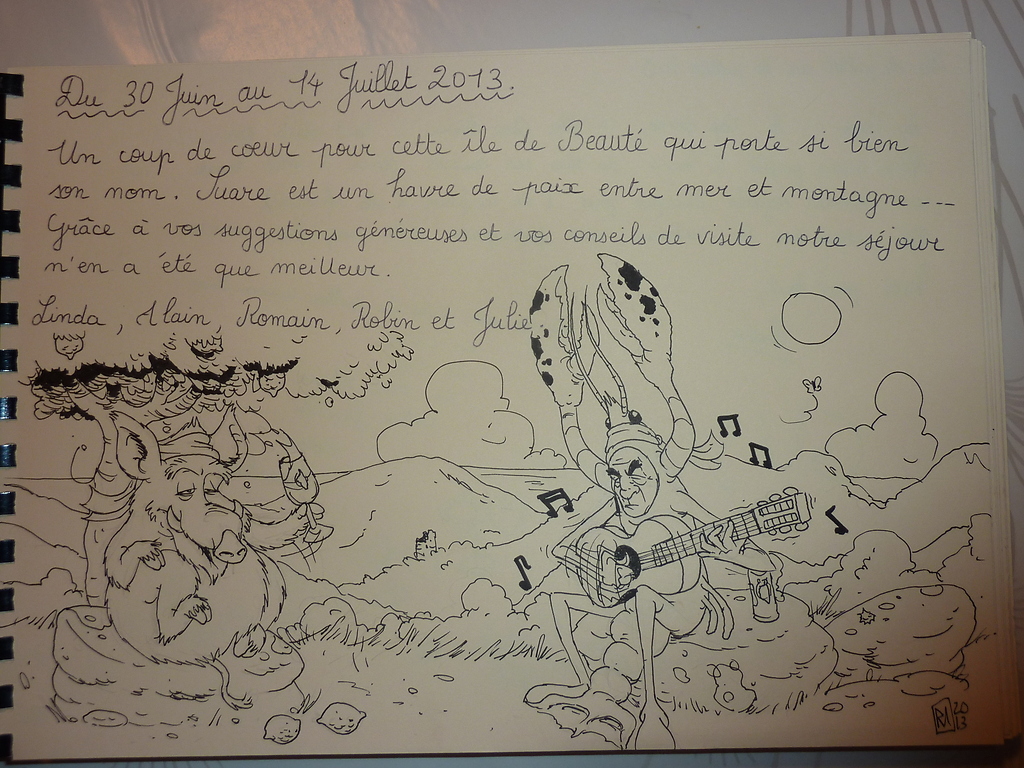 Du 30 Juin au 14 Juillet 2013.
Un coup de coeur pour cette île de Beauté qui porte si bien
son nom. Suare est un havre de paix entre mer et montagne ---
Grâce à vos suggestions généreuses et vos conseils de visite notre séjour
n'en a été que meilleur.
Linda, Alain, Romain, Robin et Julie
2013